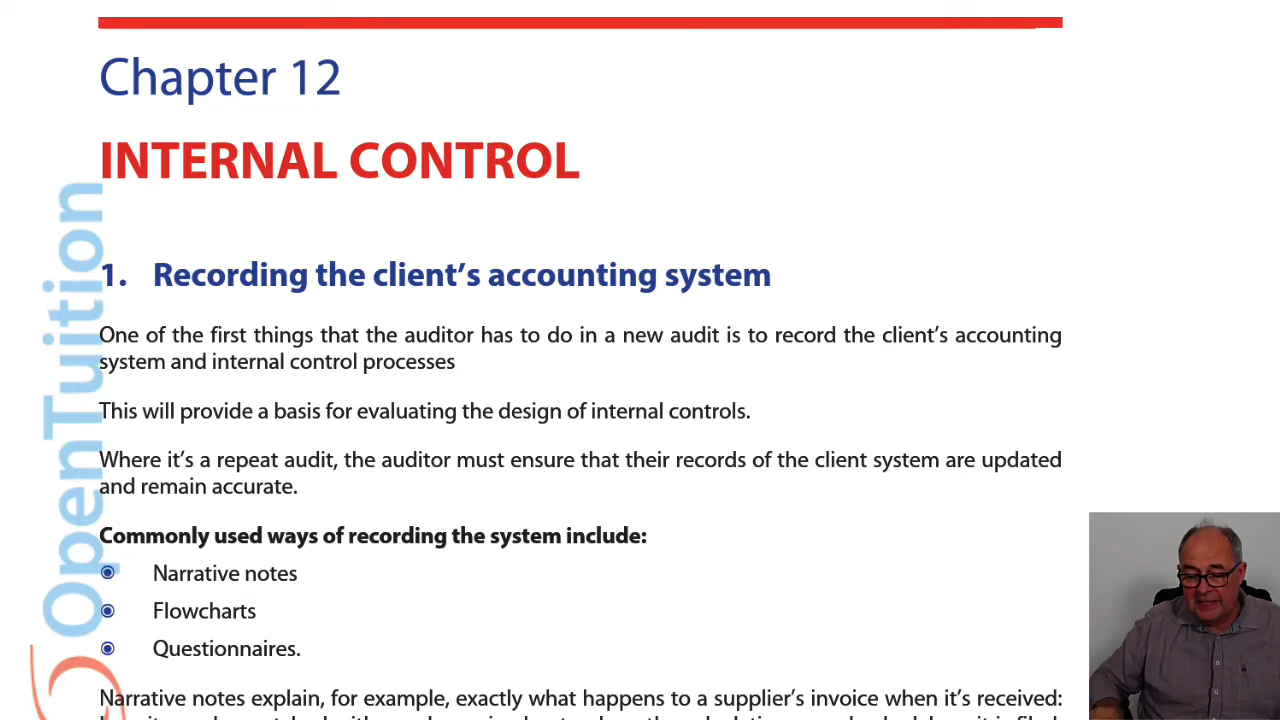 Chapter 12
INTERNAL CONTROL
OpenTuition
1. Recording the client's accounting system
One of the first things that the auditor has to do in a new audit is to record the client's accounting
system and internal control processes
This will provide a basis for evaluating the design of internal controls.
Where it's a repeat audit, the auditor must ensure that their records of the client system are updated
and remain accurate.
Commonly used ways of recording the system include:
Narrative notes
Flowcharts
Questionnaires.
Narrative notes explain, for example, exactly what happens to a supplier's invoice when it's received: